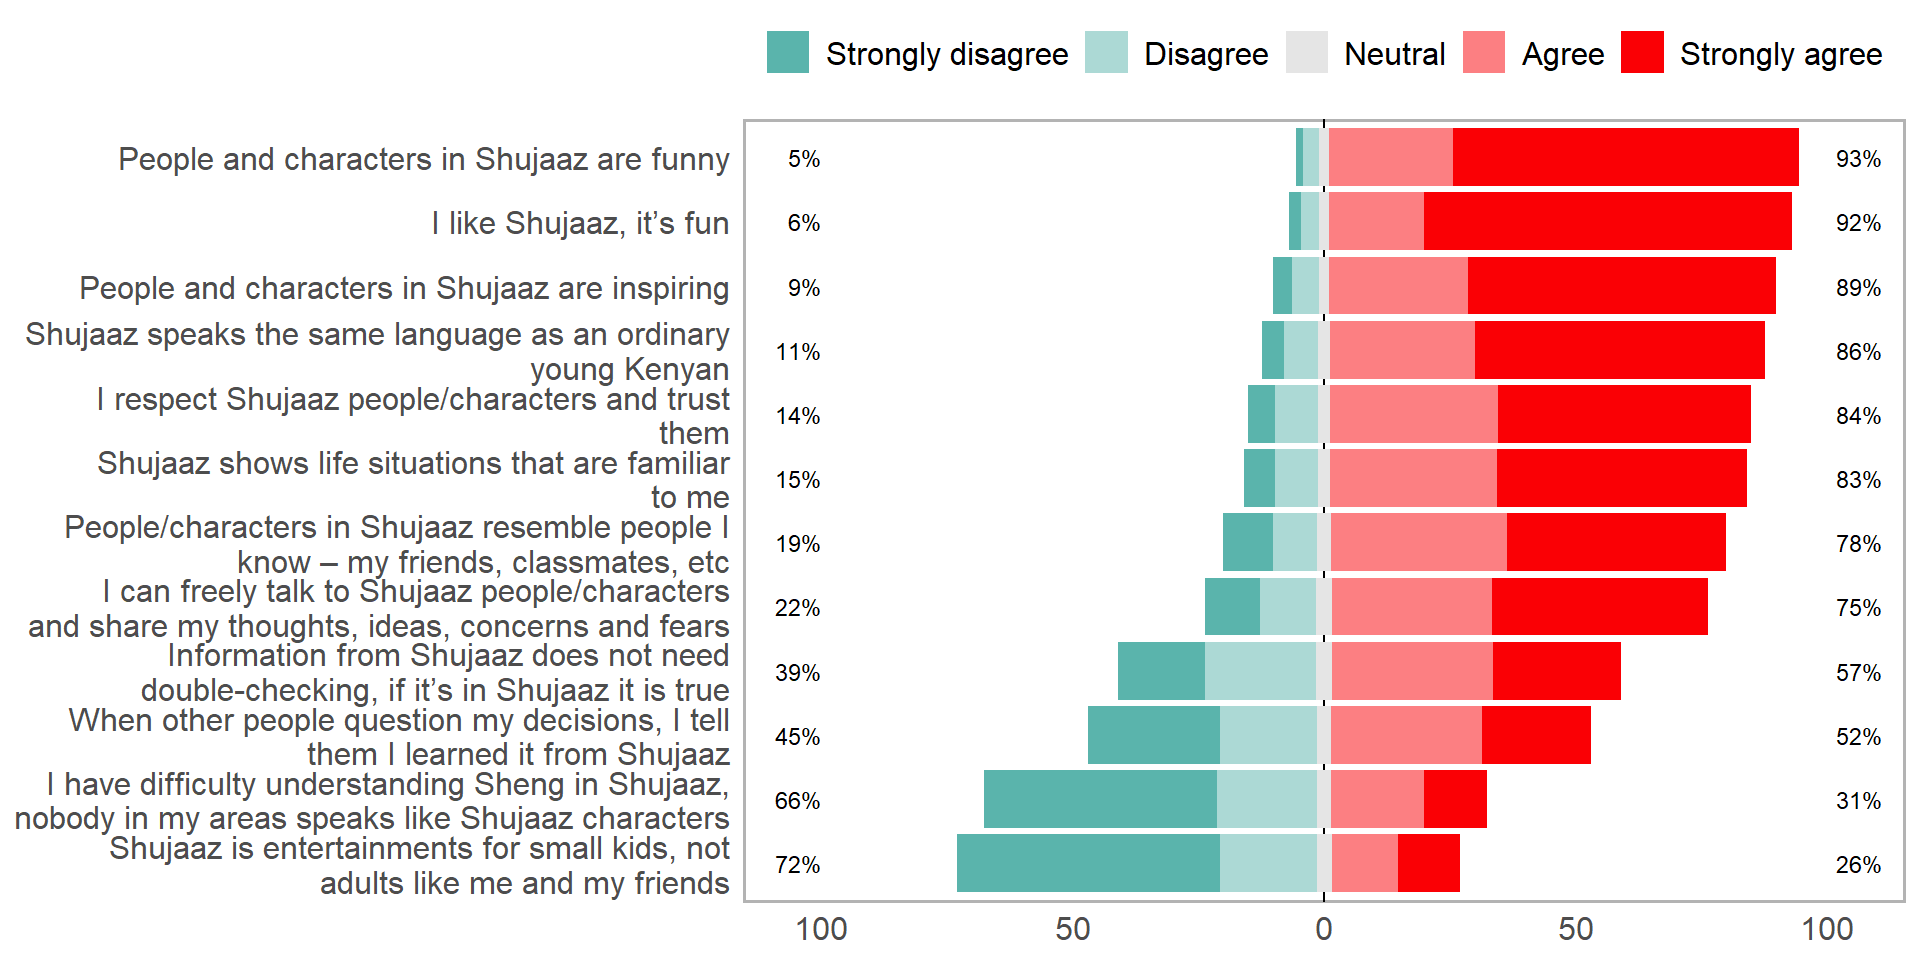 Strongly disagree Disagree Neutral Agree Strongly agree
People and characters in Shujaaz are funny 5% 93%
I like Shujaaz, it’s fun 6% 92%
People and characters in Shujaaz are inspiring 9% 89%
Shujaaz speaks the same language as an ordinary
young Kenyan
11% 86%
I respect Shujaaz people/characters and trust
them
14% 84%
Shujaaz shows life situations that are familiar
to me
15% 83%
People/characters in Shujaaz resemble people I
know – my friends, classmates, etc
19% 78%
I can freely talk to Shujaaz people/characters
and share my thoughts, ideas, concerns and fears
22% 75%
Information from Shujaaz does not need
double-checking, if it’s in Shujaaz it is true
39% 57%
When other people question my decisions, I tell
them I learned it from Shujaaz
45% 52%
I have difficulty understanding Sheng in Shujaaz,
nobody in my areas speaks like Shujaaz characters
66% 31%
Shujaaz is entertainments for small kids, not
adults like me and my friends
72% 26%
100 50 0 50 100